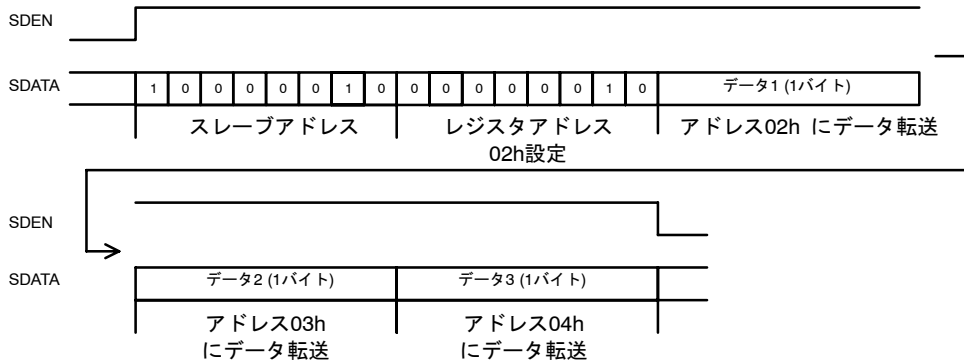 SDEN
SDATA 1 0 0 0 0 0 1 0 0 0 0 0 0 0 1 0 データ1 (1バイト)
スレーブアドレス レジスタアドレス アドレス02h にデータ転送
02h設定
SDEN
SDATA データ2 (1バイト) データ3 (1バイト)
アドレス03h アドレス04h
にデータ転送 にデータ転送